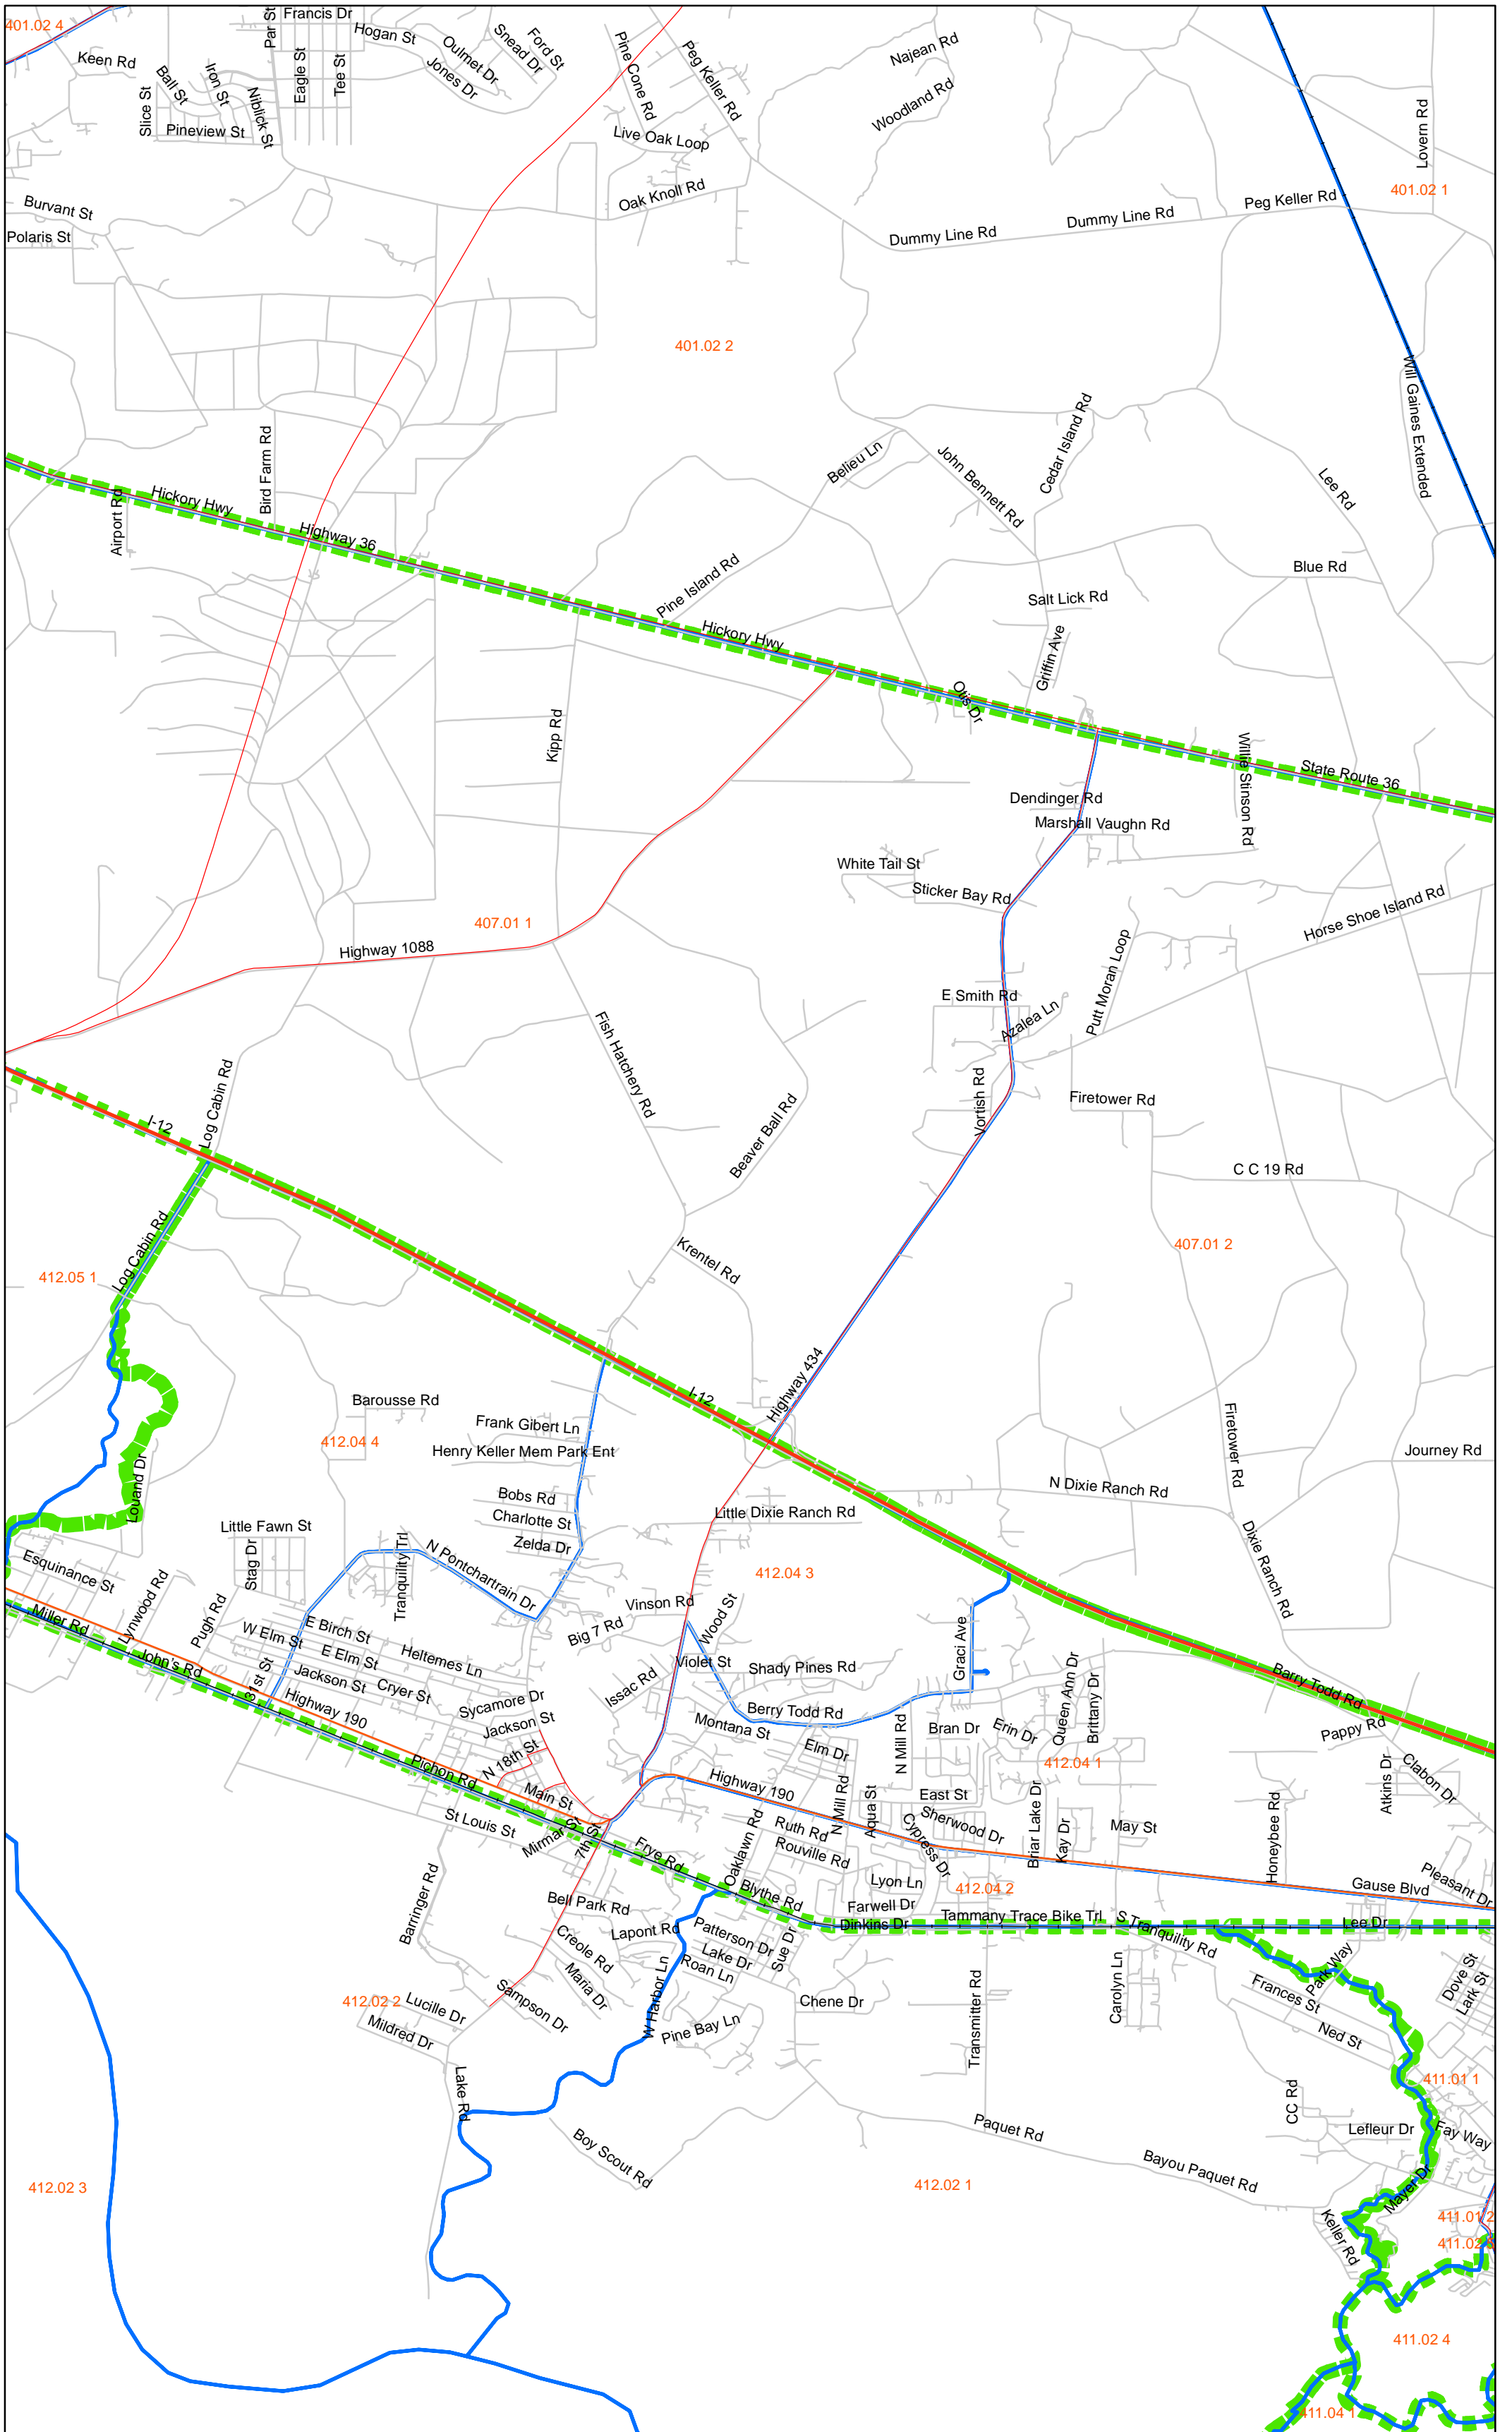 401.02 4
Par St
Francis Dr
Hogan St
Oulmet Dr
Snead Dr
Ford St
Jones Dr
Keen Rd
Ball St
Iron St
Niblick St
Eagle St
Tee St
Slice St
Pineview St
Pine Cone Rd
Peg Keller Rd
Live Oak Loop
Oak Knoll Rd
Najean Rd
Woodland Rd
Lovern Rd
401.02 1
Burvant St
Polaris St
Dummy Line Rd
Dummy Line Rd
Peg Keller Rd
401.02 2
Will Gaines Extended
Bird Farm Rd
Airport Rd
Hickory Hwy
Highway 36
Belieu Ln
John Bennett Rd
Cedar Island Rd
Lee Rd
Pine Island Rd
Blue Rd
Salt Lick Rd
Hickory Hwy
Griffin Ave
Otis Dr
Kipp Rd
Willie Stinson Rd
State Route 36
Dendinger Rd
Marshall Vaughn Rd
White Tail St
Sticker Bay Rd
Horse Shoe Island Rd
407.01 1
Highway 1088
Putt Moran Loop
E Smith Rd
Azalea Ln
Fish Hatchery Rd
Log Cabin Rd
I-12
Beaver Ball Rd
Vortish Rd
Firetower Rd
C C 19 Rd
Log Cabin Rd
Krentel Rd
407.01 2
412.05 1
Highway 434
I-12
Barousse Rd
Frank Gibert Ln
Henry Keller Mem Park Ent
412.04 4
Firetower Rd
Journey Rd
Louand Dr
Bobs Rd
Charlotte St
Zelda Dr
N Dixie Ranch Rd
Little Dixie Ranch Rd
Little Fawn St
Stag Dr
Tranquility Trl
N Pontchartrain Dr
Dixie Ranch Rd
412.04 3
Esquinance St
Lynwood Rd
Pugh Rd
Miller Rd
John's Rd
W Elm St
E Birch St
E Elm St
Heltemes Ln
Jackson St
Cryer St
31st St
Highway 190
Vinson Rd
Big 7 Rd
Wood St
Violet St
Shady Pines Rd
Issac Rd
Graci Ave
Queen Ann Dr
Brittany Dr
Barry Todd Rd
Pappy Rd
Sycamore Dr
Jackson St
Berry Todd Rd
Montana St
Elm Dr
N Mill Rd
Bran Dr
Erin Dr
412.04 1
Atkins Dr
Clabon Dr
N 18th St
Pichon Rd
Main St
Highway 190
N Mill Rd
Aqua St
East St
Sherwood Dr
Cypress Dr
Briar Lake Dr
Kay Dr
May St
Honeybee Rd
St Louis St
Mirmar St
7th St
Frye Rd
Oaklawn Rd
Ruth Rd
Rouville Rd
Lyon Ln
412.04 2
Gause Blvd
Pleasant Dr
Barringer Rd
Bell Park Rd
Blythe Rd
Farwell Dr
Dinkins Dr
Tammany Trace Bike Trl
S Tranquility Rd
Lee Dr
Lapont Rd
Creole Rd
Patterson Dr
Lake Dr
Roan Ln
Sue Dr
Maria Dr
Sampson Dr
W Harbor Ln
Pine Bay Ln
Chene Dr
Transmitter Rd
Carolyn Ln
Park Way
Frances St
Ned St
Dove St
Lark St
412.02 2
Lucille Dr
Mildred Dr
Lake Rd
411.01 1
CC Rd
Lefleur Dr
Fay Way
Boy Scout Rd
Paquet Rd
Bayou Paquet Rd
Mayer Dr
412.02 3
412.02 1
Keller Rd
411.01 2
411.02
411.02 4
411.04 1